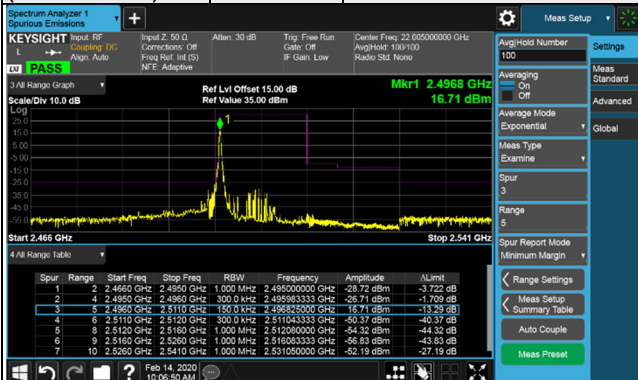 Spectrum Analyzer 1
Spurious Emissions
Meas Setup
KEYSIGHT Input: RF
Coupling: DC
Align: Auto
Input Z: 50 Ω
Corrections: Off
Freq Ref: Int (S)
NFE: Adaptive
Atten: 30 dB
Trig: Free Run
Gate: Off
IF Gain: Low
Center Freq: 22.005000000 GHz
Avg|Hold: 100/100
Radio Std: None
L
LXI PASS
3 All Range Graph
Scale/Div 10.0 dB
Ref Lvl Offset 15.00 dB
Ref Value 35.00 dBm
Mkr1 2.4968 GHz
16.71 dBm
Log
25.0
15.0
5.00
-5.00
-15.0
-25.0
-35.0
-45.0
-55.0
1
Start 2.466 GHz
Stop 2.541 GHz
4 All Range Table
Spur Range Start Freq Stop Freq RBW Frequency Amplitude ΔLimit
1 2 2.4660 GHz 2.4950 GHz 1.000 MHz 2.495000000 GHz -28.72 dBm -3.722 dB
2 4 2.4950 GHz 2.4960 GHz 300.0 kHz 2.495983333 GHz -26.71 dBm -1.709 dB
3 5 2.4960 GHz 2.5110 GHz 150.0 kHz 2.496825000 GHz 16.71 dBm -13.29 dB
4 6 2.5110 GHz 2.5120 GHz 300.0 kHz 2.511043333 GHz -50.37 dBm -40.37 dB
5 8 2.5120 GHz 2.5160 GHz 1.000 MHz 2.512080000 GHz -54.32 dBm -44.32 dB
6 9 2.5160 GHz 2.5260 GHz 1.000 MHz 2.516083333 GHz -56.83 dBm -43.83 dB
7 10 2.5260 GHz 2.5410 GHz 1.000 MHz 2.531050000 GHz -52.19 dBm -27.19 dB
Feb 14, 2020
10:06:50 AM
Avg|Hold Number
100
Averaging
On
Off
Average Mode
Exponential
Meas Type
Examine
Spur
3
Range
5
Spur Report Mode
Minimum Margin
Range Settings
Meas Setup
Summary Table
Auto Couple
Meas Preset
Settings
Meas
Standard
Advanced
Global